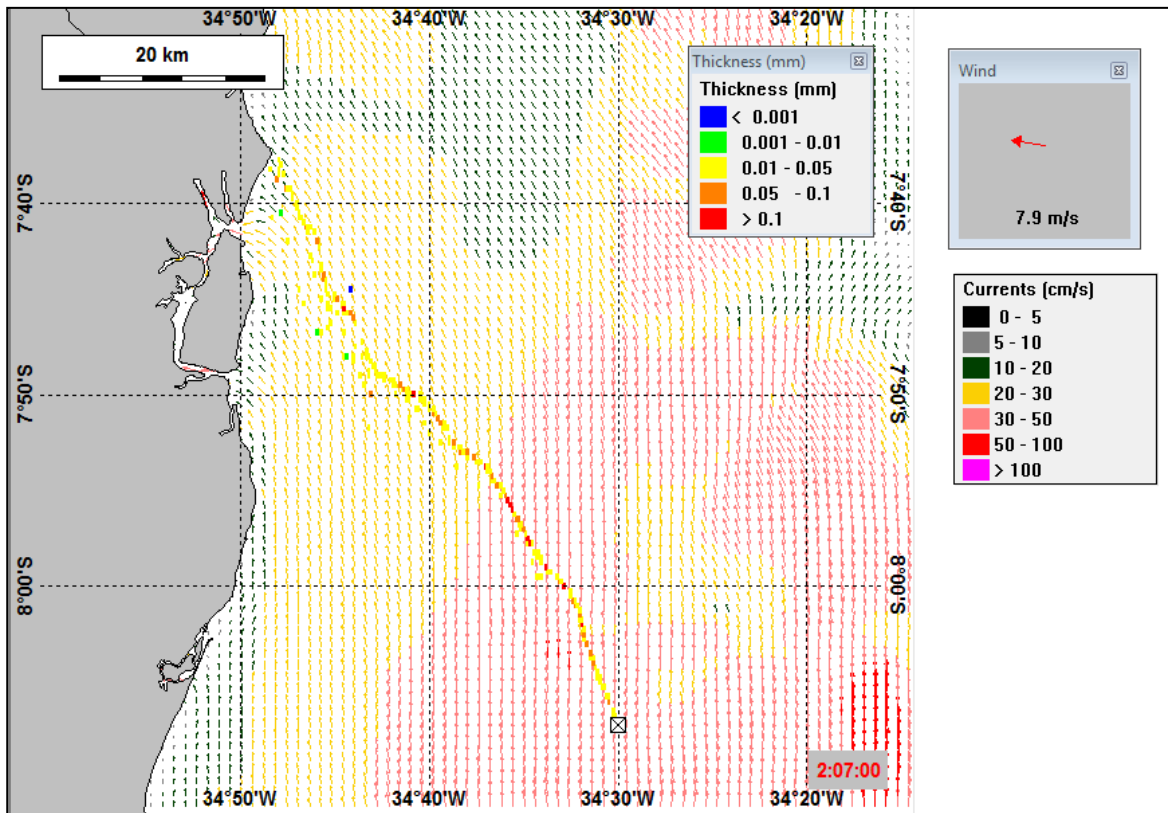 34°50'W 34°40'W 34°30'W 34°20'W
20 km
Thickness (mm)
Thickness (mm)
< 0.001
0.001 - 0.01
0.01 - 0.05
0.05 - 0.1
> 0.1
Wind
7.9 m/s
7°40'S 7°40'S
Currents (cm/s)
0 - 5
5 - 10
10 - 20
20 - 30
30 - 50
50 - 100
> 100
7°50'S 7°50'S
8°00'S 8°00'S
2:07:00
34°50'W 34°40'W 34°30'W 34°20'W